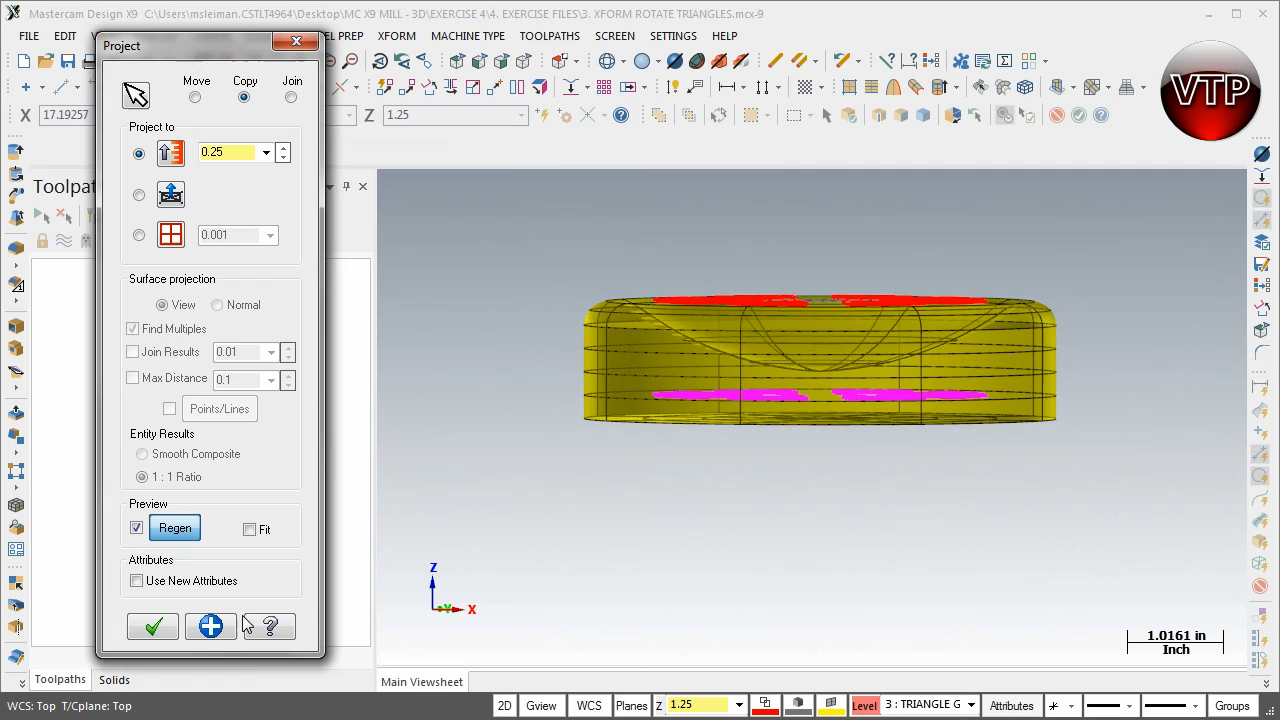 Mastercam Design X9 C:\Users\msleiman.CSTLT4964\Desktop\MC X9 MILL - 3D\EXERCISE 4\4. EXERCISE FILES\3. XFORM ROTATE TRIANGLES.mcx-9
FILE EDIT EL PREP XFORM MACHINE TYPE TOOLPATHS SCREEN SETTINGS HELP
Project
VTP
Move Copy Join
X 17.19257 Z 1.25
Project to
0.25
Toolpaths
0.001
Surface projection
View Normal
Find Multiples
Join Results 0.01
Max Distance 0.1
Points/Lines
Entity Results
Smooth Composite
1 : 1 Ratio
Preview
Regen Fit
Attributes
Use New Attributes
Z
Y X
1.0161 in
Inch
Toolpaths Solids Main Viewsheet
WCS: Top T/Cplane: Top 2D Gview WCS Planes Z 1.25 Level 3 : TRIANGLE G Attributes Groups